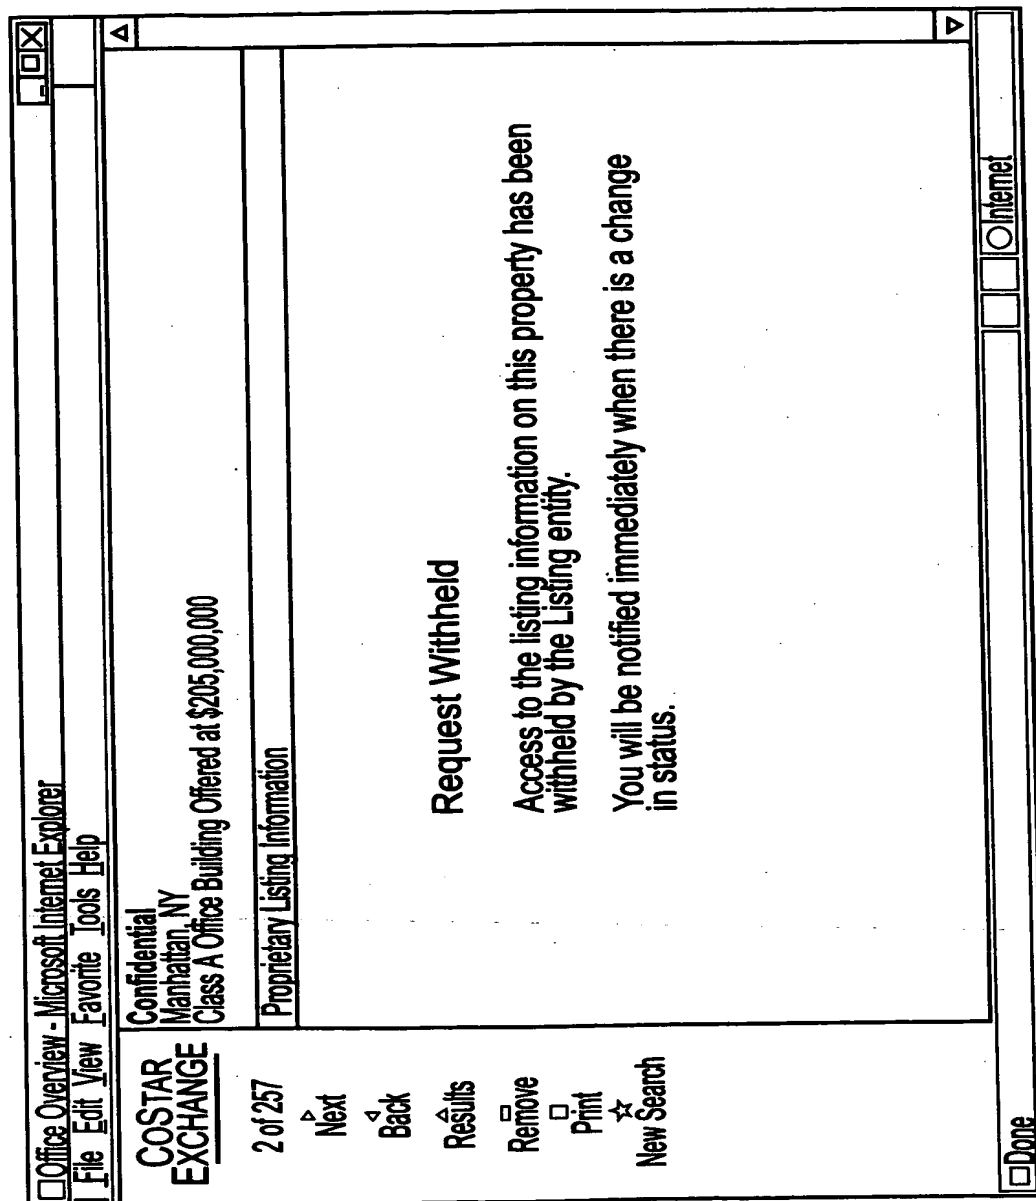 Office Overview - Microsoft Internet Explorer
File Edit View Favorite Tools Help
COSTAR
EXCHANGE
2 of 257
Next
Back
Results
Remove
Print
New Search
Confidential
Manhattan, NY
Class A Office Building Offered at $205,000,000
Proprietary Listing Information
Request Withheld
Access to the listing information on this property has been
withheld by the Listing entity.
You will be notified immediately when there is a change
in status.
Done
Internet